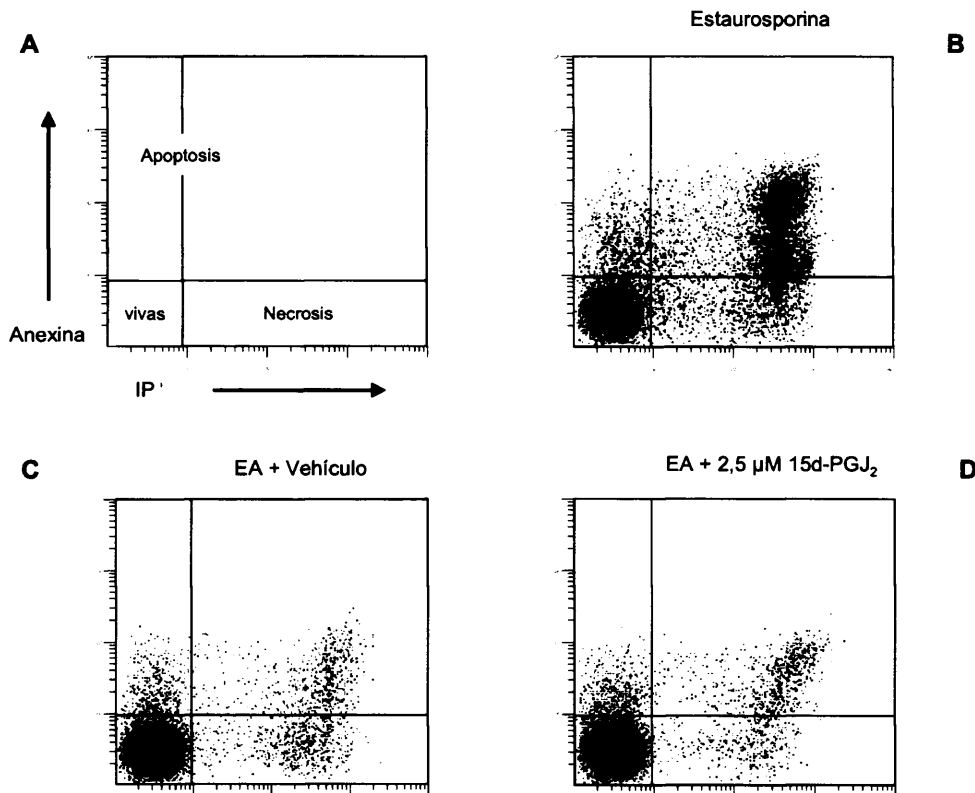 Estaurosporina
A
B
Apoptosis
vivas
Necrosis
Anexina
IP
C
EA + Vehículo
EA + 2,5 µM 15d-PGJ₂
D